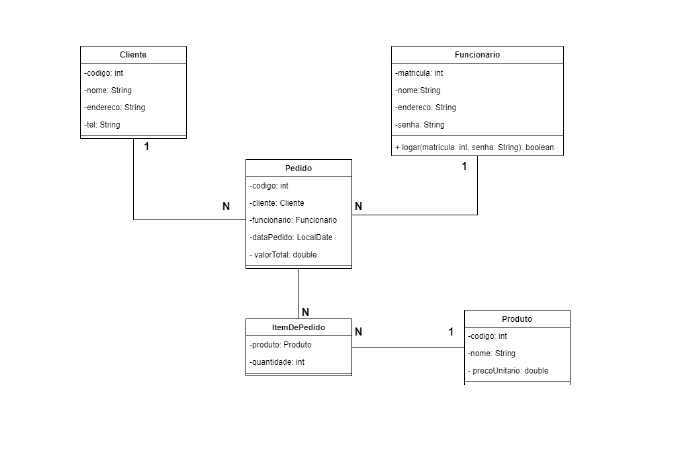 Cliente
-codigo: int
-nome: String
-endereco: String
-tel: String
1
Funcionario
-matricula: int
-nome:String
-endereco: String
-senha: String
+ logar(matricula: int, senha: String): boolean
1
N
Pedido
-codigo: int
-cliente: Cliente
-funcionario: Funcionario
-dataPedido: LocalDate
- valorTotal: double
N
N
ItemDePedido
-produto: Produto
-quantidade: int
N
1
Produto
-codigo: int
-nome: String
- precoUnitario: double